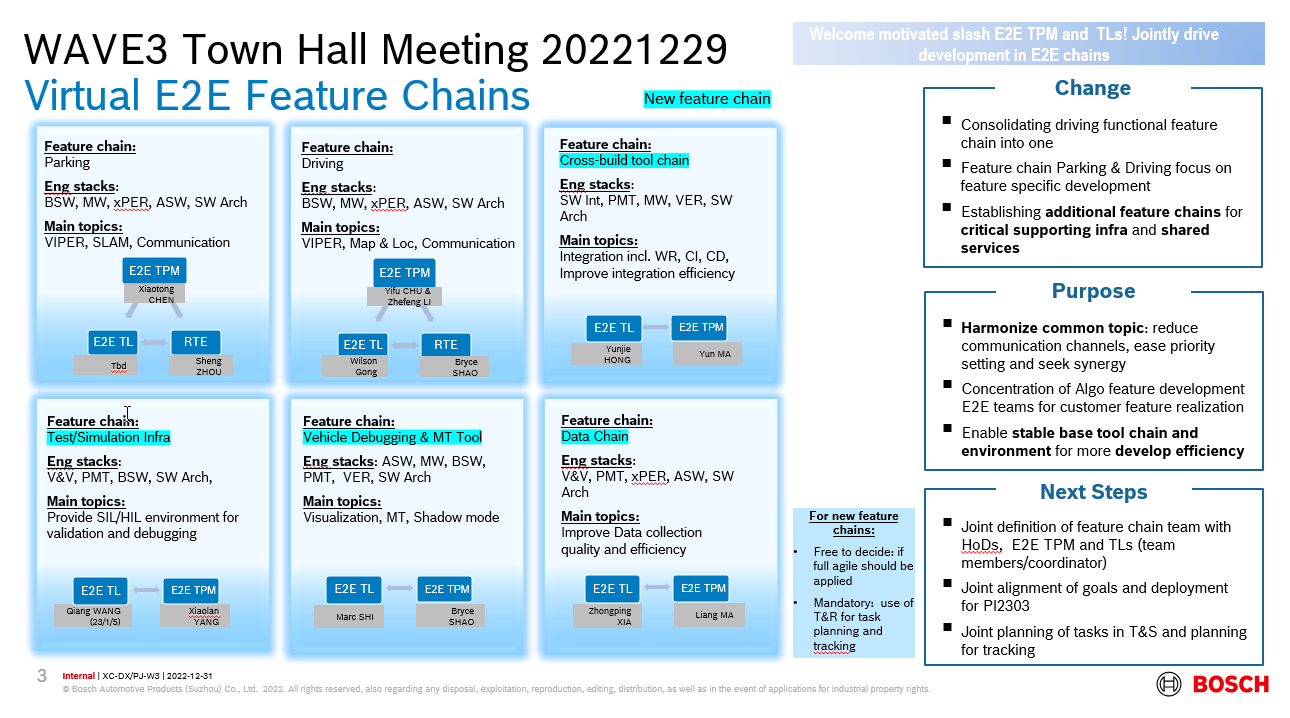 WAVE3 Town Hall Meeting 20221229
Virtual E2E Feature Chains
New feature chain
Welcome motivated slash E2E TPM and TLs! Jointly drive
development in E2E chains
Feature chain:
Parking
Eng stacks:
BSW, MW, xPER, ASW, SW Arch
Main topics:
VIPER, SLAM, Communication
E2E TPM
Xiaotong
CHEN
E2E TL
RTE
Tbd
Sheng
ZHOU
Feature chain:
Driving
Eng stacks:
BSW, MW, xPER, ASW, SW Arch
Main topics:
VIPER, Map & Loc, Communication
E2E TPM
Yifu CHU &
Zhefeng LI
E2E TL
RTE
Wilson
Gong
Bryce
SHAO
Feature chain:
Cross-build tool chain
Eng stacks:
SW Int, PMT, MW, VER, SW
Arch
Main topics:
Integration incl. WR, CI, CD,
Improve integration efficiency
E2E TL
E2E TPM
Yunjie
HONG
Yun MA
Feature chain:
Test/Simulation Infra
Eng stacks:
V&V, PMT, BSW, SW Arch,
Main topics:
Provide SIL/HIL environment for
validation and debugging
E2E TL
E2E TPM
Qiang WANG
(23/1/5)
Xiaolan
YANG
Feature chain:
Vehicle Debugging & MT Tool
Eng stacks: ASW, MW, BSW,
PMT, VER, SW Arch
Main topics:
Visualization, MT, Shadow mode
E2E TL
E2E TPM
Marc SHI
Bryce
SHAO
Feature chain:
Data Chain
Eng stacks:
V&V, PMT, xPER, ASW, SW
Arch
Main topics:
Improve Data collection
quality and efficiency
E2E TL
E2E TPM
Zhongping
XIA
Liang MA
For new feature
chains:
• Free to decide: if
full agile should be
applied
• Mandatory: use of
T&R for task
planning and
tracking
Change
■ Consolidating driving functional feature
chain into one
■ Feature chain Parking & Driving focus on
feature specific development
■ Establishing additional feature chains for
critical supporting infra and shared
services
Purpose
■ Harmonize common topic: reduce
communication channels, ease priority
setting and seek synergy
■ Concentration of Algo feature development
E2E teams for customer feature realization
■ Enable stable base tool chain and
environment for more develop efficiency
Next Steps
■ Joint definition of feature chain team with
HoDs, E2E TPM and TLs (team
members/coordinator)
■ Joint alignment of goals and deployment
for PI2303
■ Joint planning of tasks in T&S and planning
for tracking
3
Internal | XC-DX/PJ-W3 | 2022-12-31
© Bosch Automotive Products (Suzhou) Co., Ltd. 2022. All rights reserved, also regarding any disposal, exploitation, reproduction, editing, distribution, as well as in the event of applications for industrial property rights.
BOSCH